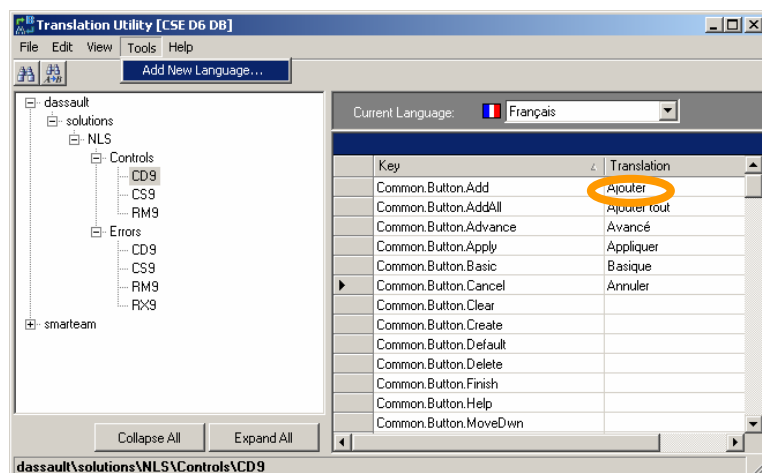 Translation Utility [CSE D6 DB]
File Edit View Tools Help
Add New Language...
A→B
dassault
solutions
NLS
Controls
CD9
CS9
RM9
Errors
CD9
CS9
RM9
RX9
smarteam
Collapse All Expand All
Current Language: Français
Key Translation
Common.Button.Add Ajouter
Common.Button.AddAll Ajouter tout
Common.Button.Advance Avancé
Common.Button.Apply Appliquer
Common.Button.Basic Basique
Common.Button.Cancel Annuler
Common.Button.Clear
Common.Button.Create
Common.Button.Default
Common.Button.Delete
Common.Button.Finish
Common.Button.Help
Common.Button.MoveDwn
dassault\solutions\NLS\Controls\CD9